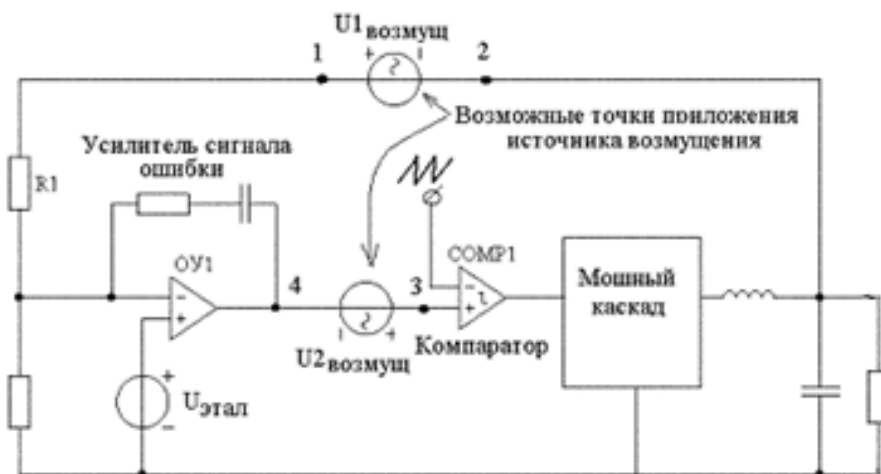 U1возмущ
1
2
Возможные точки приложения
источника возмущения
Усилитель сигнала
ошибки
R1
COMP1
ОУ1
4
3
Мошный
каскад
Компаратор
U2возмущ
Uэтал